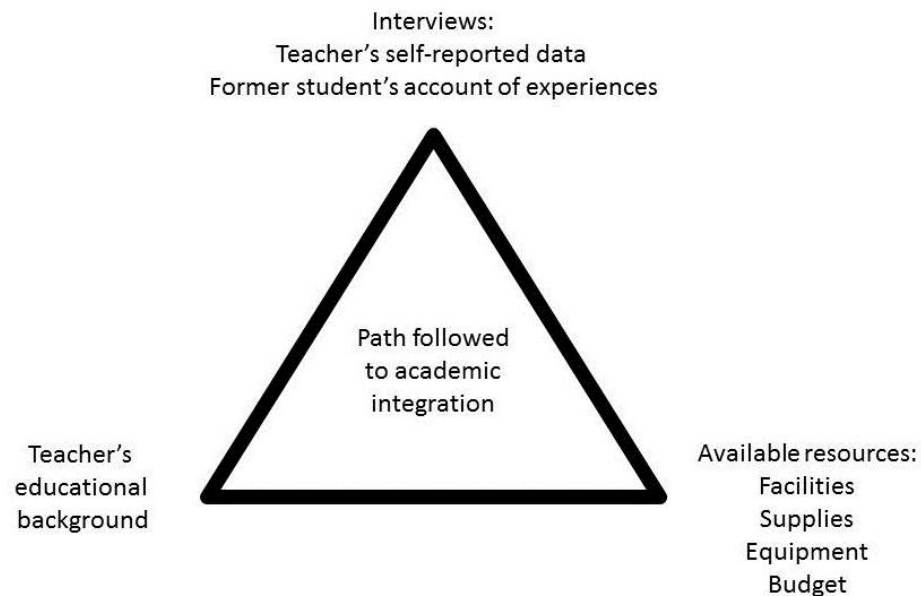 Interviews:
Teacher’s self-reported data
Former student’s account of experiences
Path followed
to academic
integration
Teacher’s
educational
background
Available resources:
Facilities
Supplies
Equipment
Budget